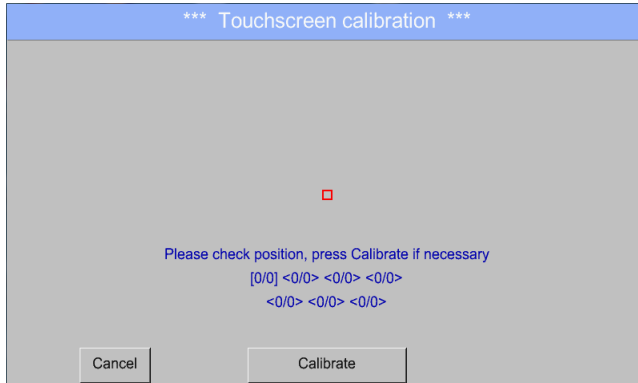 *** Touchscreen calibration ***
Please check position, press Calibrate if necessary
[0/0] <0/0> <0/0> <0/0>
<0/0> <0/0> <0/0>
Cancel Calibrate